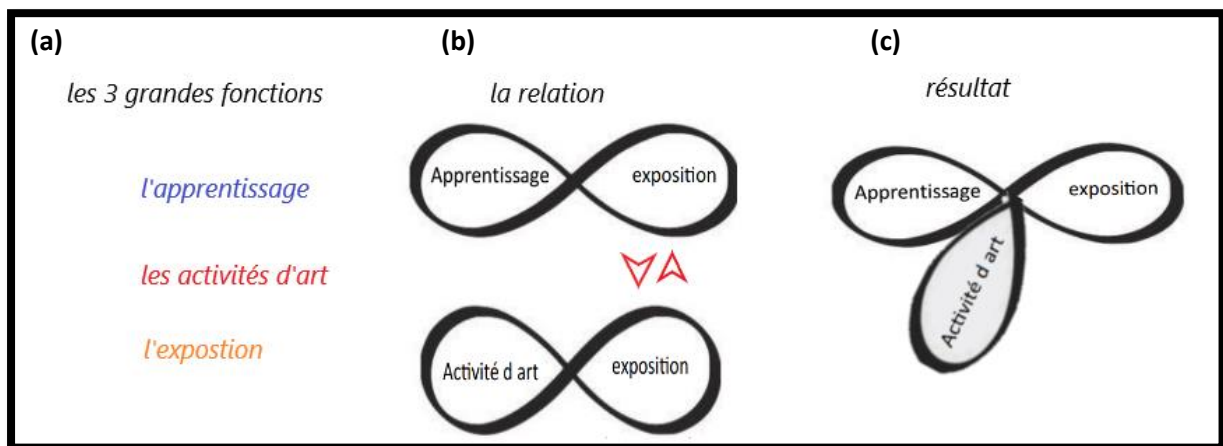 (a)
les 3 grandes fonctions
l'apprentissage
les activités d'art
l'expostion
(b)
la relation
Apprentissage exposition
Activité d art exposition
(c)
résultat
Apprentissage exposition
Activité d art